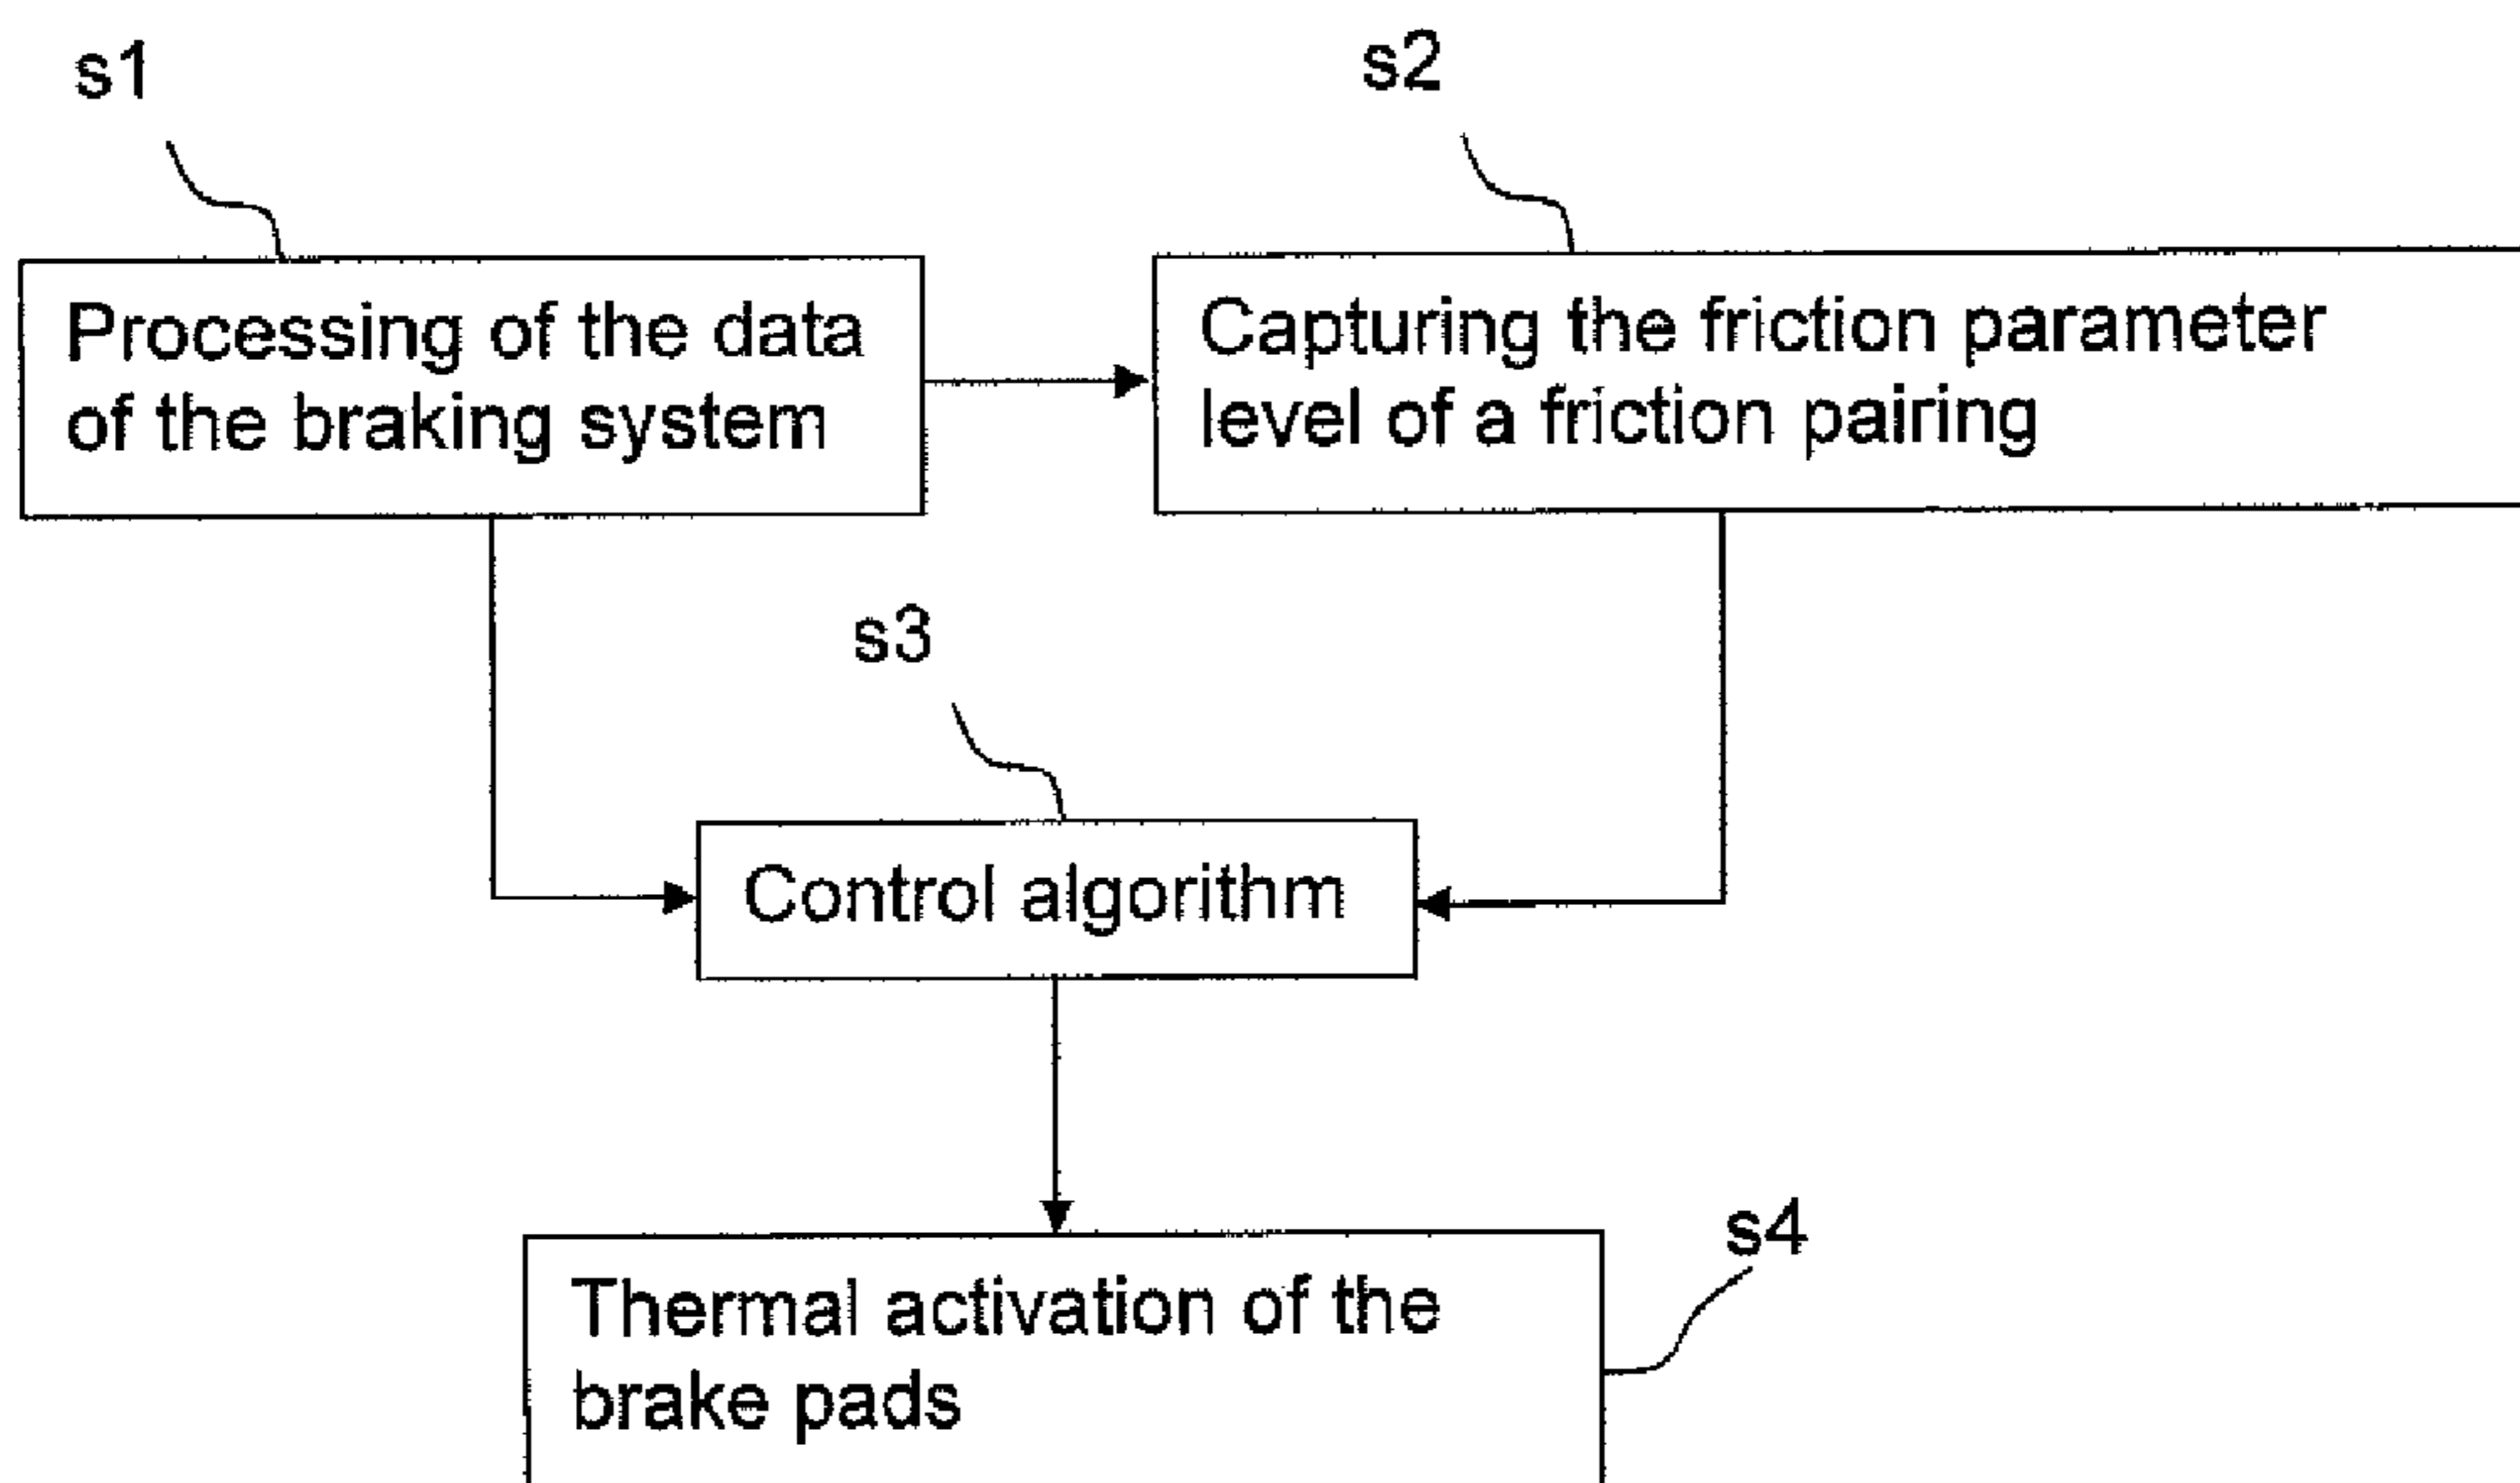 s1
s2
Processing of the data
of the braking system
Capturing the friction parameter
level of a friction pairing
s3
Control algorithm
s4
Thermal activation of the
brake pads